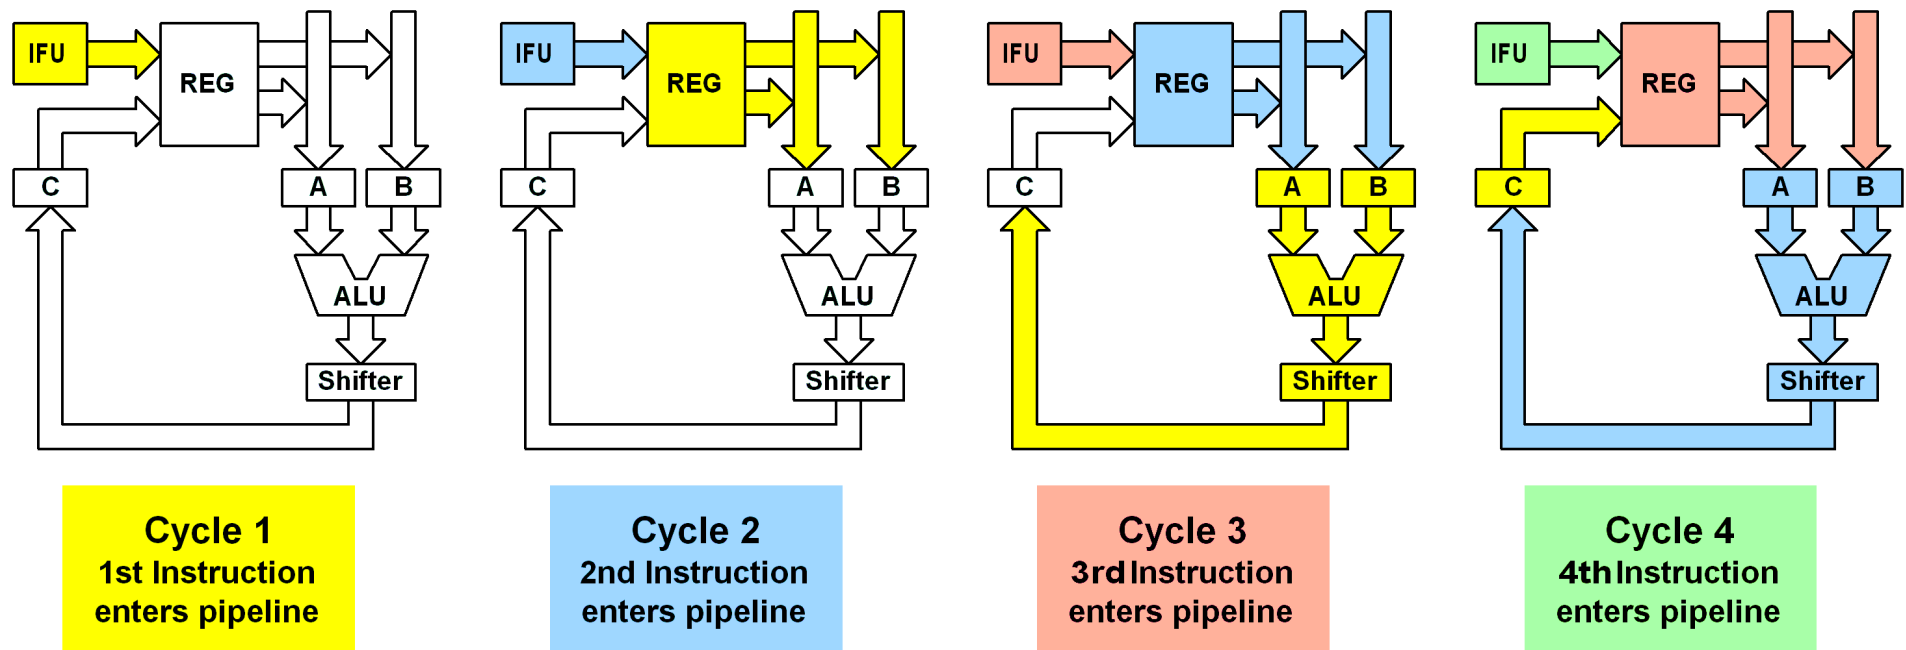 IFU
REG
C
A
B
ALU
Shifter
Cycle 1
1st Instruction
enters pipeline
IFU
REG
C
A
B
ALU
Shifter
Cycle 2
2nd Instruction
enters pipeline
IFU
REG
C
A
B
ALU
Shifter
Cycle 3
3rd Instruction
enters pipeline
IFU
REG
C
A
B
ALU
Shifter
Cycle 4
4th Instruction
enters pipeline